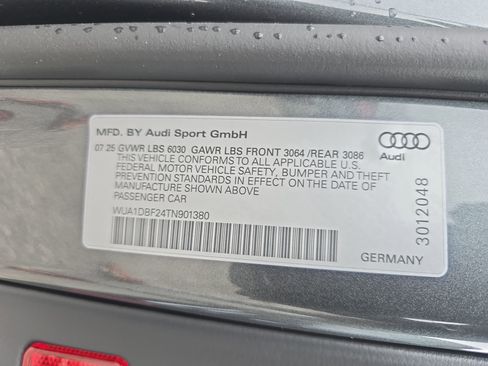 MFD. BY Audi Sport GmbH
07 25 GVWR LBS 6030 GAWR LBS FRONT 3064 /REAR 3086
THIS VEHICLE CONFORMS TO ALL APPLICABLE U.S.
FEDERAL MOTOR VEHICLE SAFETY, BUMPER AND THEFT
PREVENTION STANDARDS IN EFFECT ON THE DATE OF
MANUFACTURE SHOWN ABOVE
PASSENGER CAR
WUA1DBF24TN901380
Audi
3012048
GERMANY